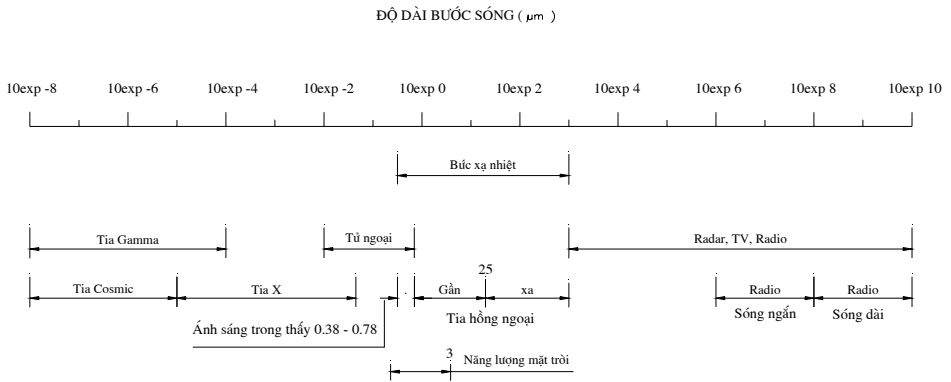 ĐỘ DÀI BƯỚC SÓNG ( μm )
10exp -8 10exp -6 10exp -4 10exp -2 10exp 0 10exp 2 10exp 4 10exp 6 10exp 8 10exp 10
Bức xạ nhiệt
Tia Gamma Tử ngoại Radar, TV, Radio
25
Tia Cosmic Tia X Gần xa Radio Radio
Tia hồng ngoại Sóng ngắn Sóng dài
Ánh sáng trong thấy 0.38 - 0.78
3 Năng lượng mặt trời